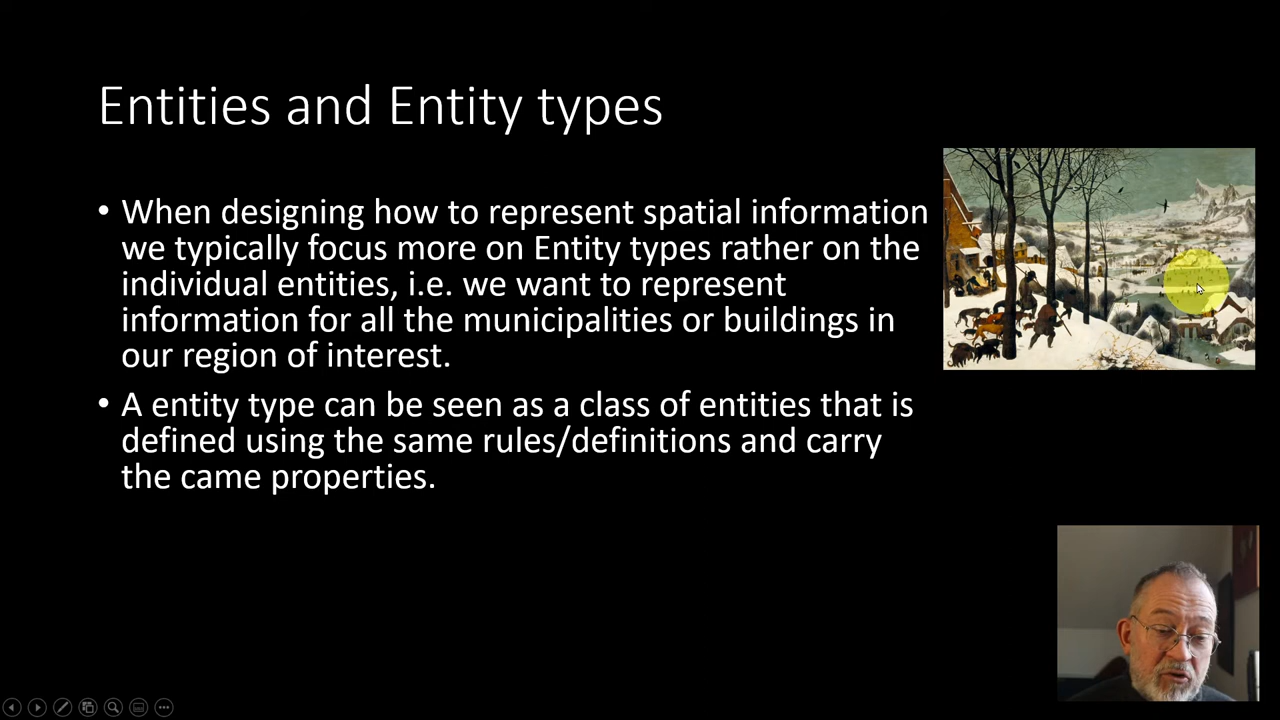 Entities and Entity types
• When designing how to represent spatial information
we typically focus more on Entity types rather on the
individual entities, i.e. we want to represent
information for all the municipalities or buildings in
our region of interest.
• A entity type can be seen as a class of entities that is
defined using the same rules/definitions and carry
the came properties.